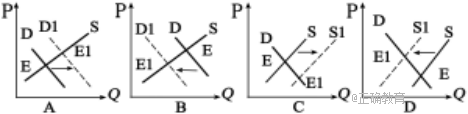 P D D1 S E1 E Q A
P D1 D S E1 E Q B
P D S S1 E E1 Q C
P D S1 S E1 E Q D
@正确教育